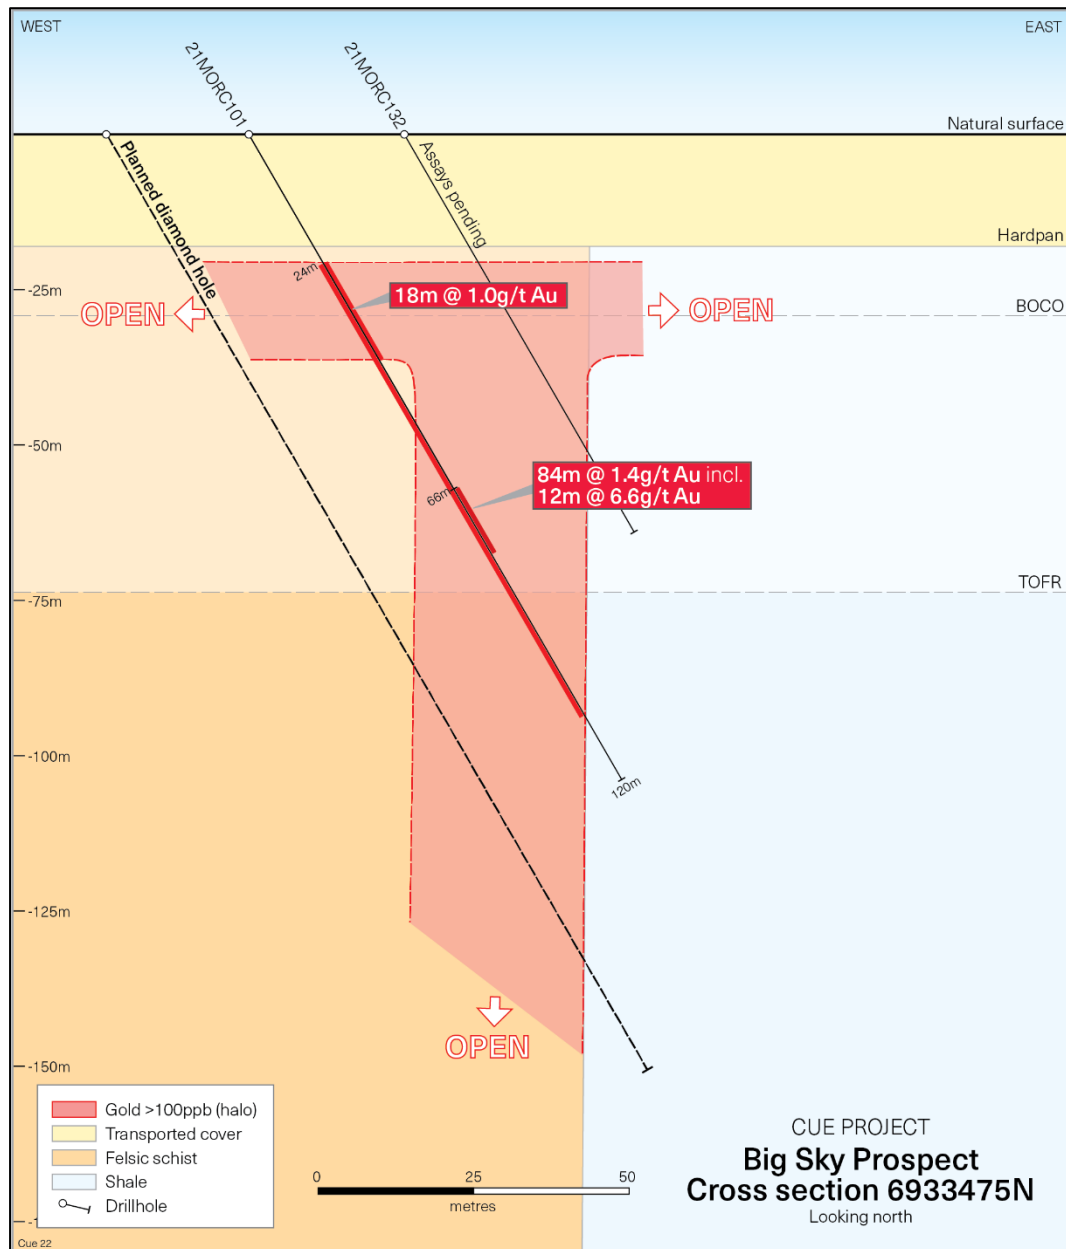 WEST
EAST
21MORC101
21MORC132
Natural surface
Planned diamond hole
Assays pending
Hardpan
24m
-25m
18m @ 1.0g/t Au
OPEN
OPEN
BOCO
-50m
84m @ 1.4g/t Au incl.
12m @ 6.6g/t Au
66m
TOFR
-75m
-100m
120m
-125m
OPEN
-150m
Gold >100ppb (halo)
Transported cover
Felsic schist
Shale
Drillhole
0 25 50
metres
CUE PROJECT
Big Sky Prospect
Cross section 6933475N
Looking north
Cue 22